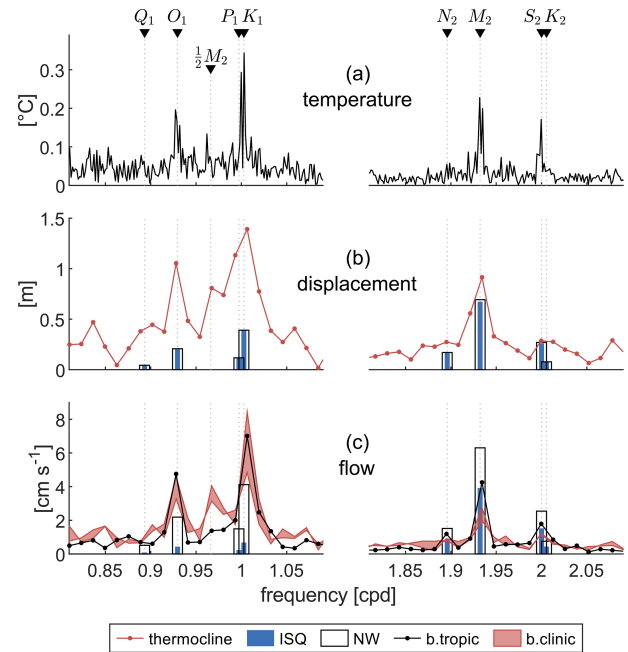 Q₁ O₁ P₁ K₁ N₂ M₂ S₂ K₂
½M₂
0.3
0.2
0.1
0
[°C]
(a)
temperature
1.5
1
0.5
0
[m]
(b)
displacement
8
6
4
2
0
[cm s⁻¹]
(c)
flow
0.85 0.9 0.95 1 1.05 1.85 1.9 1.95 2 2.05
frequency [cpd]
thermocline ISQ NW b.tropic b.clinic